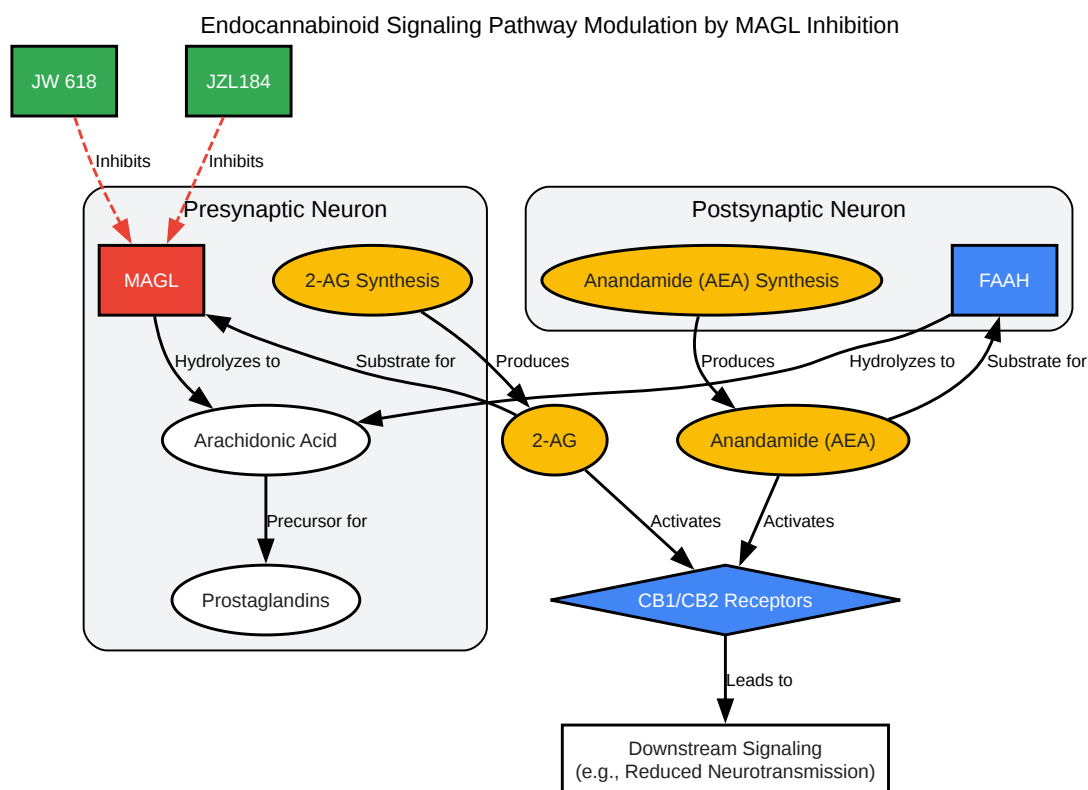 Endocannabinoid Signaling Pathway Modulation by MAGL Inhibition
JW 618
JZL184
Inhibits
Inhibits
Presynaptic Neuron
Postsynaptic Neuron
MAGL
2-AG Synthesis
Anandamide (AEA) Synthesis
FAAH
Hydrolyzes to
Substrate for
Produces
Produces
Hydrolyzes to
Substrate for
Arachidonic Acid
2-AG
Anandamide (AEA)
Precursor for
Activates
Activates
Prostaglandins
CB1/CB2 Receptors
Leads to
Downstream Signaling
(e.g., Reduced Neurotransmission)